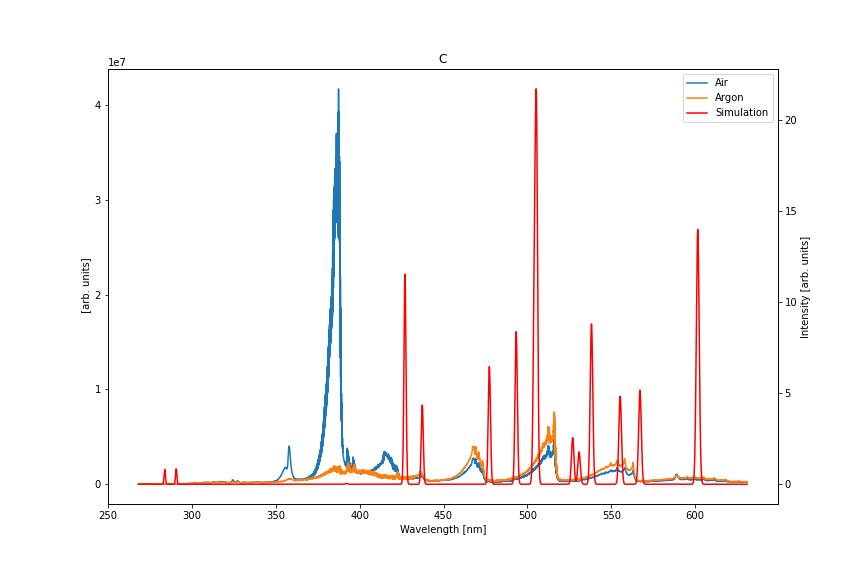 C
1e7
Air
Argon
Simulation
4
3
2
1
0
20
15
10
5
0
[arb. units]
Intensity [arb. units]
250 300 350 400 450 500 550 600
Wavelength [nm]